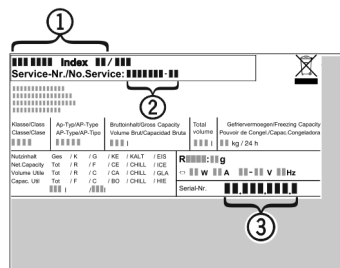 1
Index /
Service-Nr./No.Service: -
2
Klasse/Class Ap-Typ/AP-Type Bruttoinhalt/Gross Capacity Total Gefriervermoegen/Freezing Capacity
Classe/Clase AP-Type/AP-Tipo Volume Brut/Capacidad Bruta volume Pouvoir de Congel./Capac.Congeladora
l l kg / 24 h
Nutzinhalt Ges / K / G / KE / KALT / EIS
Net Capacity Tot / R / F / CE / CHILL / ICE
Volume Utile Tot / R / C / CA / CHILL / GLA
Capac. Util Tot / F / C / BO / CHILL / HIE
l / l
R : g
W A - V Hz
Serial-Nr. , , ,
3